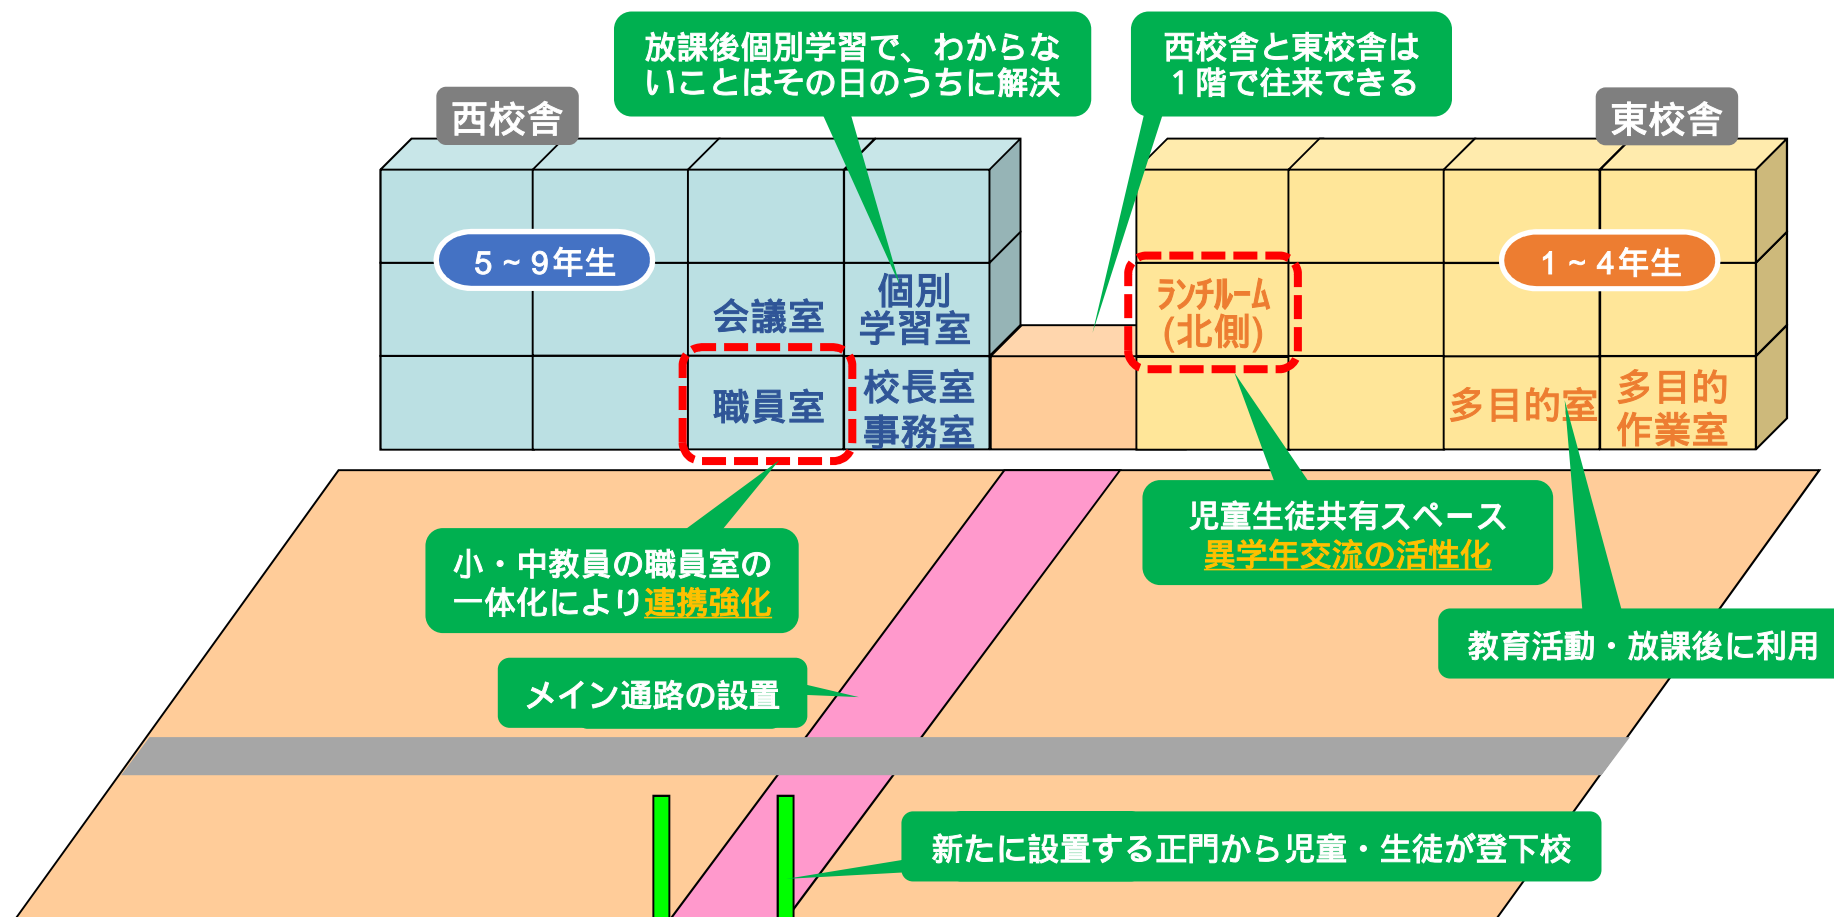 放課後個別学習で、わからな
いことはその日のうちに解決
西校舎と東校舎は
１階で往来できる
西校舎
東校舎
５～９年生
１～４年生
会議室
個別
学習室
ランチルーム
(北側)
職員室
校長室
事務室
多目的室
多目的
作業室
小・中教員の職員室の
一体化により連携強化
児童生徒共有スペース
異学年交流の活性化
教育活動・放課後に利用
メイン通路の設置
新たに設置する正門から児童・生徒が登下校